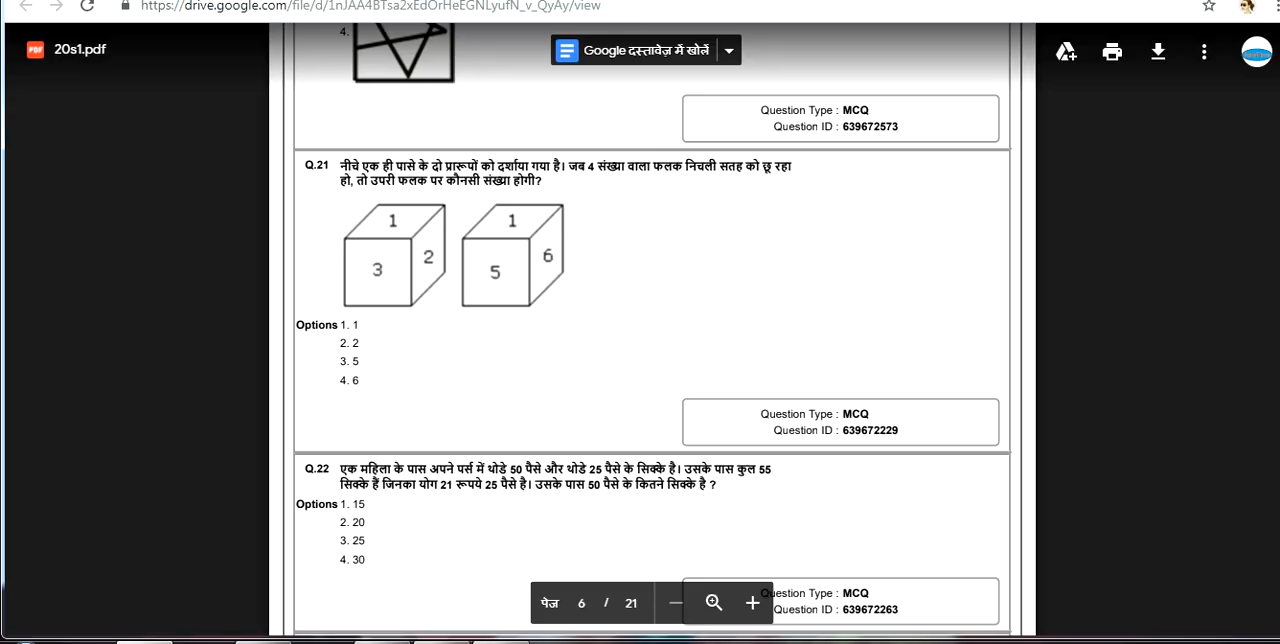 https://drive.google.com/file/d/1nJAA4BTsa2xEdOrHeEGNLyufN_v_QyAy/view
PDF 20s1.pdf
Google दस्तावेज़ में खोलें
4.
Question Type : MCQ
Question ID : 639672573
Q.21 नीचे एक ही पासे के दो प्रारूपों को दर्शाया गया है। जब 4 संख्या वाला फलक निचली सतह को छू रहा
हो, तो उपरी फलक पर कौनसी संख्या होगी?
1 1
2 6
3 5
Options 1. 1
2. 2
3. 5
4. 6
Question Type : MCQ
Question ID : 639672229
Q.22 एक महिला के पास अपने पर्स में थोडे 50 पैसे और थोडे 25 पैसे के सिक्के है। उसके पास कुल 55
सिक्के हैं जिनका योग 21 रूपये 25 पैसे है। उसके पास 50 पैसे के कितने सिक्के है ?
Options 1. 15
2. 20
3. 25
4. 30
Question Type : MCQ
Question ID : 639672263
पेज 6 / 21